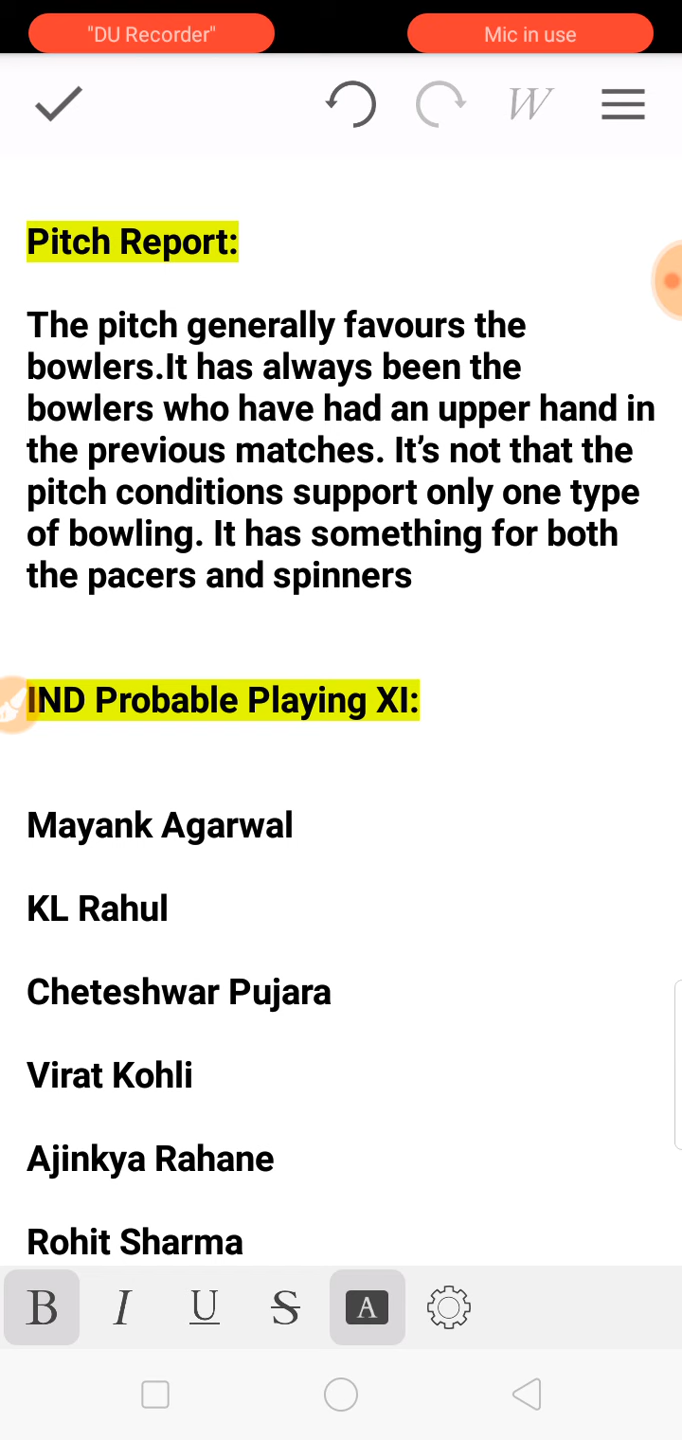 "DU Recorder"
Mic in use
W
Pitch Report:
The pitch generally favours the
bowlers.It has always been the
bowlers who have had an upper hand in
the previous matches. It’s not that the
pitch conditions support only one type
of bowling. It has something for both
the pacers and spinners
IND Probable Playing XI:
Mayank Agarwal
KL Rahul
Cheteshwar Pujara
Virat Kohli
Ajinkya Rahane
Rohit Sharma
B I U S A